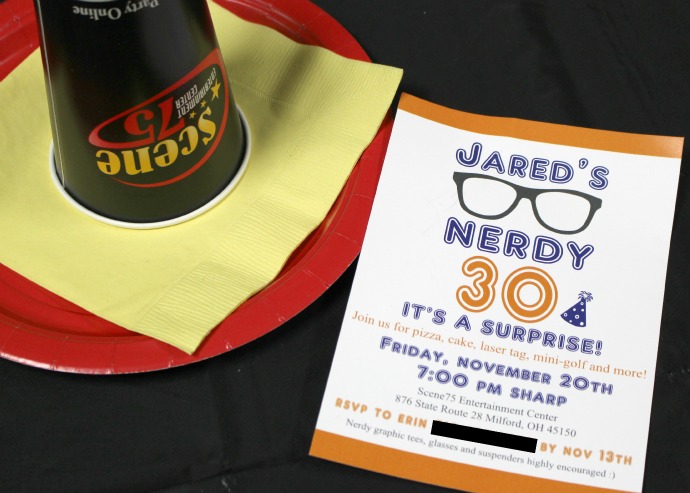 Party Online
Scene
75
ENTERTAINMENT
CENTER
JARED'S
NERDY
30
IT'S A SURPRISE!
Join us for pizza, cake, laser tag, mini-golf and more!
FRIDAY, NOVEMBER 20TH
7:00 PM SHARP
Scene75 Entertainment Center
876 State Route 28 Milford, OH 45150
RSVP TO ERIN BY NOV 13TH
Nerdy graphic tees, glasses and suspenders highly encouraged :)